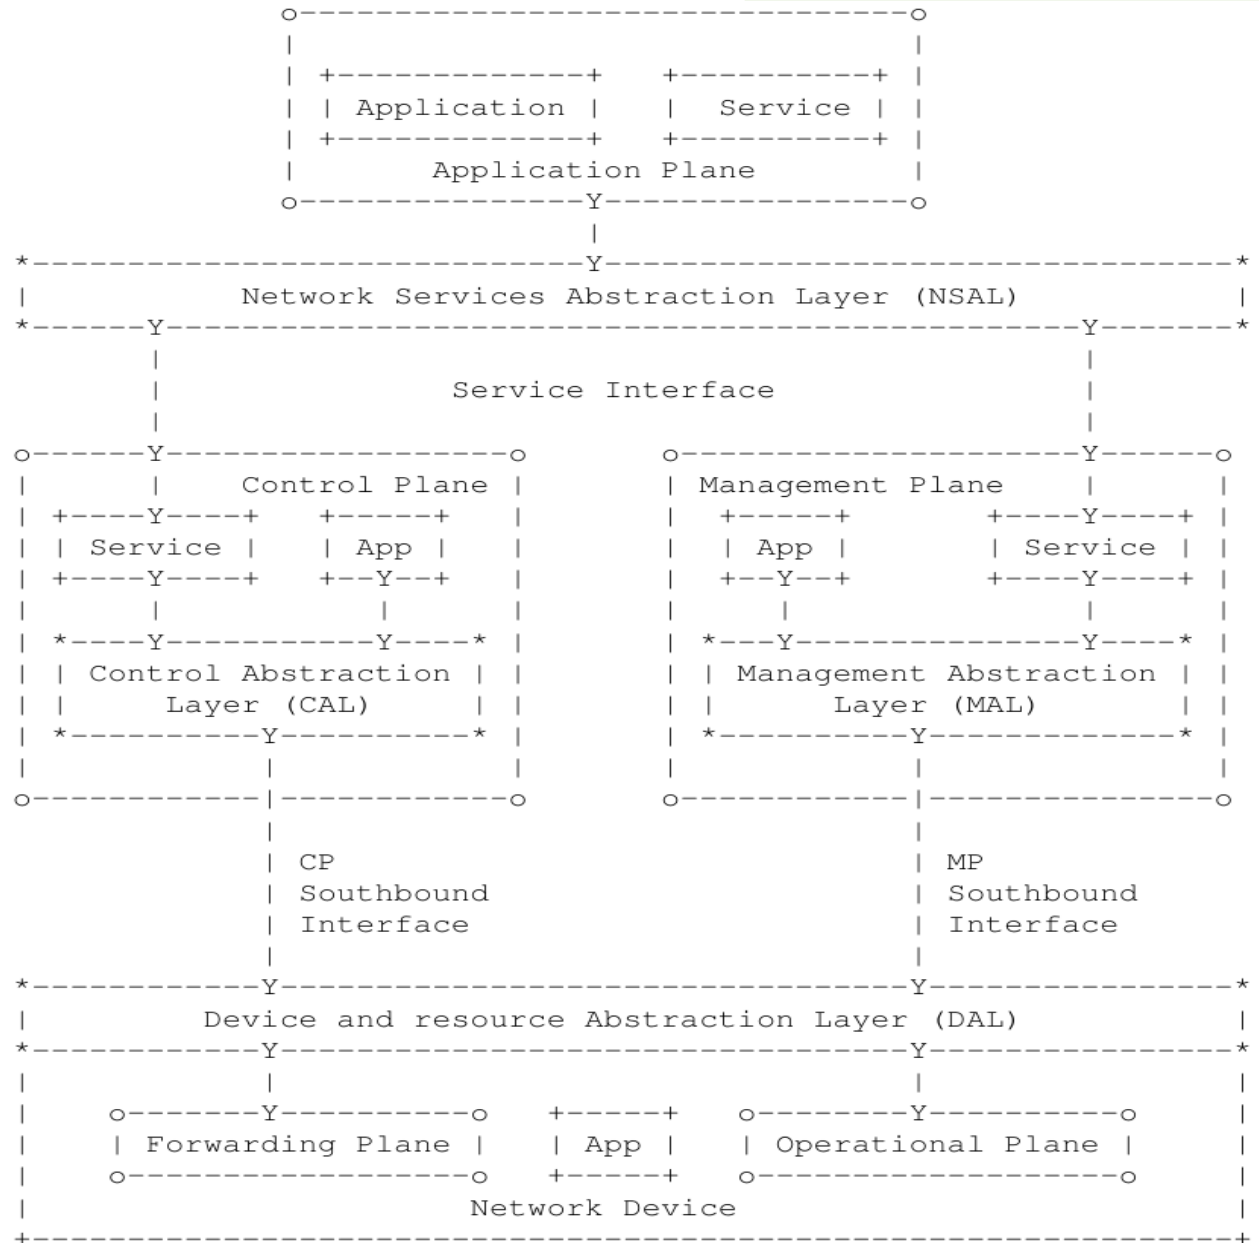 Application Service
Application Plane
Network Services Abstraction Layer (NSAL)
Service Interface
Control Plane Management Plane
Service App App Service
Control Abstraction Management Abstraction
Layer (CAL) Layer (MAL)
CP MP
Southbound Southbound
Interface Interface
Device and resource Abstraction Layer (DAL)
Forwarding Plane App Operational Plane
Network Device